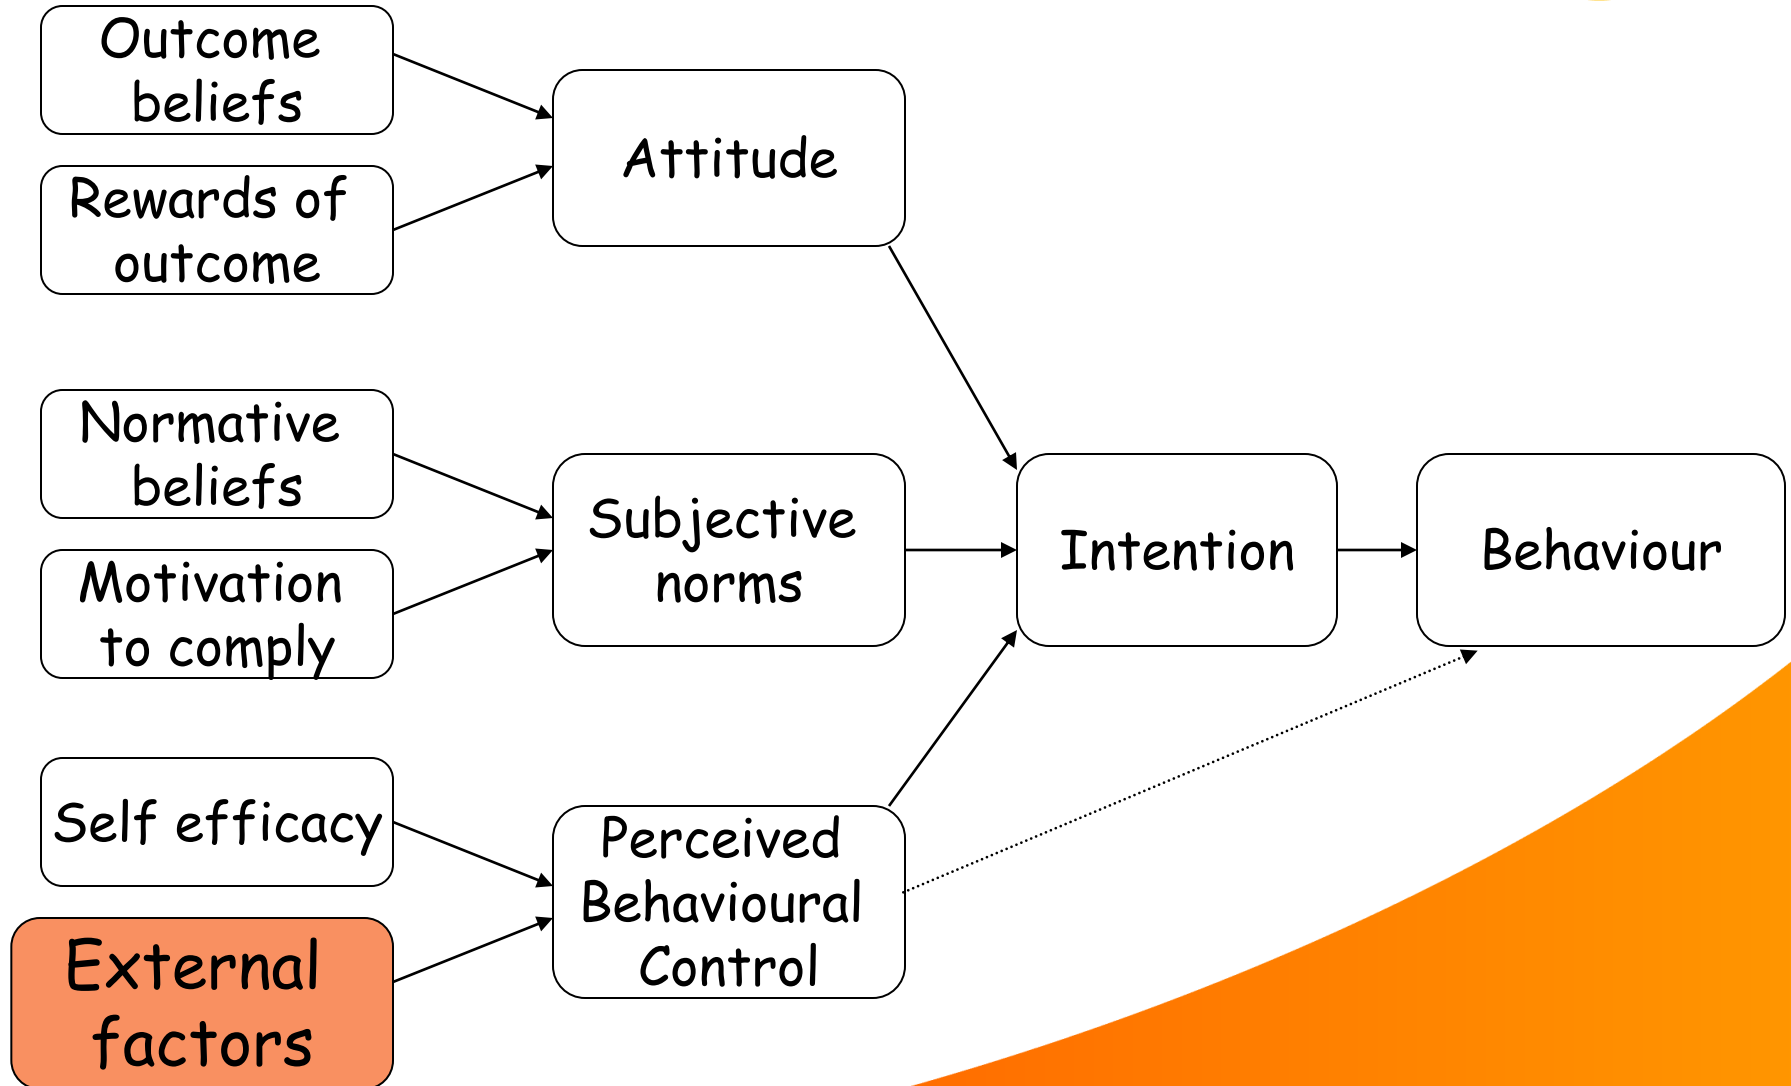 Outcome
beliefs
Rewards of
outcome
Attitude
Normative
beliefs
Motivation
to comply
Subjective
norms
Intention
Behaviour
Self efficacy
External
factors
Perceived
Behavioural
Control